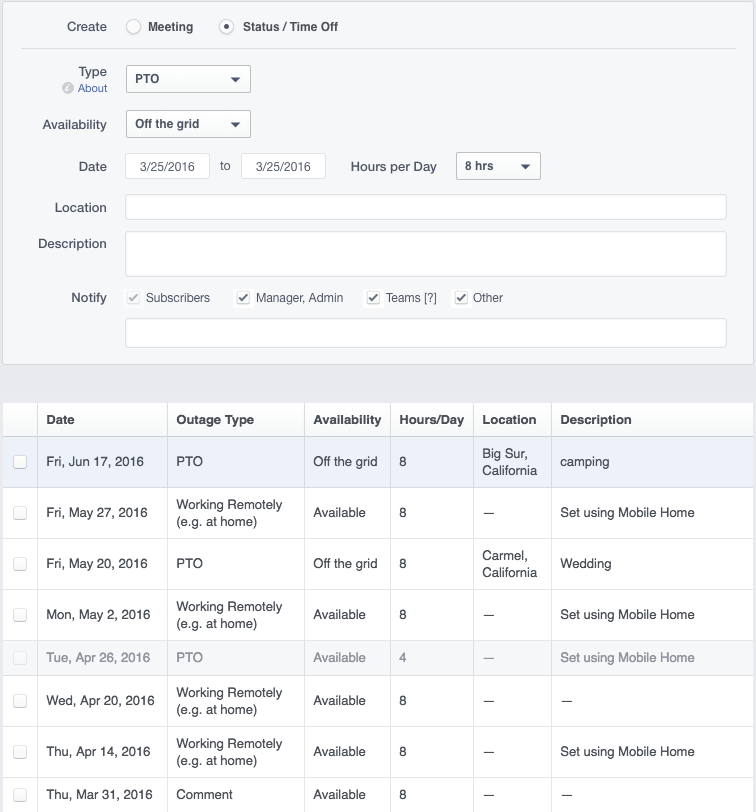 Create Meeting Status / Time Off
Type PTO
About
Availability Off the grid
Date 3/25/2016 to 3/25/2016 Hours per Day 8 hrs
Location
Description
Notify Subscribers Manager, Admin Teams [?] Other
Date Outage Type Availability Hours/Day Location Description
Fri, Jun 17, 2016 PTO Off the grid 8 Big Sur, California camping
Fri, May 27, 2016 Working Remotely (e.g. at home) Available 8 — Set using Mobile Home
Fri, May 20, 2016 PTO Off the grid 8 Carmel, California Wedding
Mon, May 2, 2016 Working Remotely (e.g. at home) Available 8 — Set using Mobile Home
Tue, Apr 26, 2016 PTO Available 4 — Set using Mobile Home
Wed, Apr 20, 2016 Working Remotely (e.g. at home) Available 8 — —
Thu, Apr 14, 2016 Working Remotely (e.g. at home) Available 8 — Set using Mobile Home
Thu, Mar 31, 2016 Comment Available 8 — —